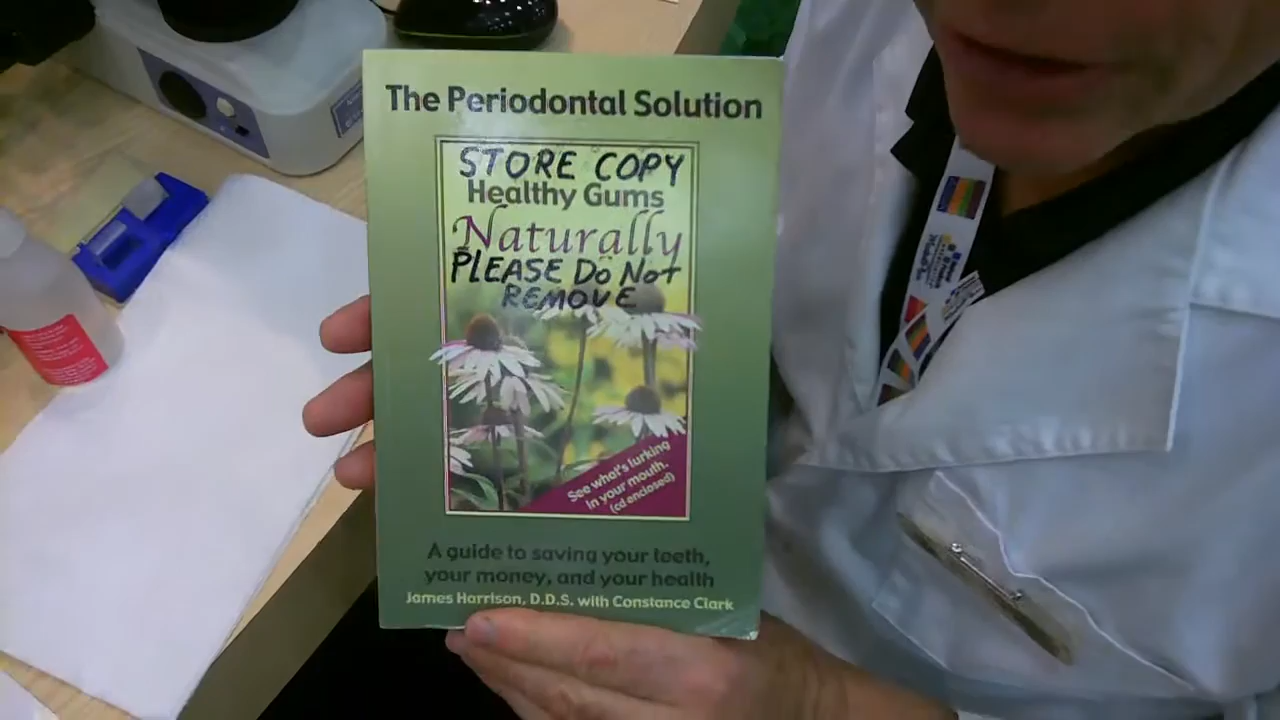 The Periodontal Solution
STORE COPY
Healthy Gums
Naturally
PLEASE DO NOT
REMOVE
See what's lurking
in your mouth.
(cd enclosed)
A guide to saving your teeth,
your money, and your health
James Harrison, D.D.S. with Constance Clark